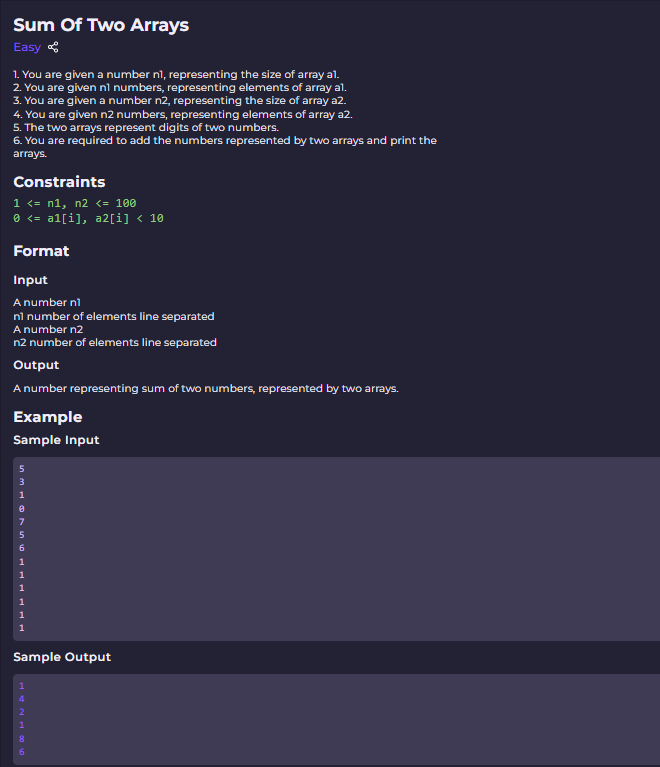 Sum Of Two Arrays
Easy
1. You are given a number n1, representing the size of array a1.
2. You are given n1 numbers, representing elements of array a1.
3. You are given a number n2, representing the size of array a2.
4. You are given n2 numbers, representing elements of array a2.
5. The two arrays represent digits of two numbers.
6. You are required to add the numbers represented by two arrays and print the
arrays.
Constraints
1 <= n1, n2 <= 100
0 <= a1[i], a2[i] < 10
Format
Input
A number n1
n1 number of elements line separated
A number n2
n2 number of elements line separated
Output
A number representing sum of two numbers, represented by two arrays.
Example
Sample Input
5
3
1
0
7
5
6
1
1
1
1
1
1
Sample Output
1
4
2
1
8
6